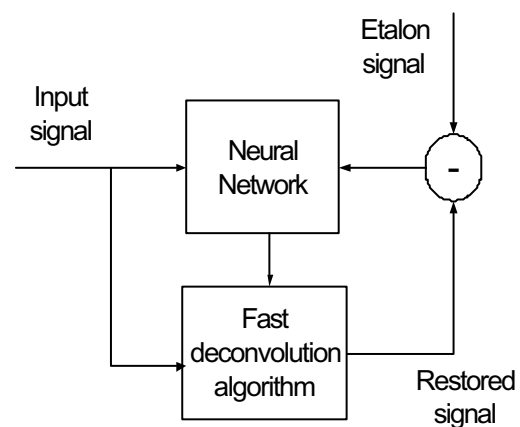 Etalon
signal
Input
signal
Neural
Network
-
Fast
deconvolution
algorithm
Restored
signal